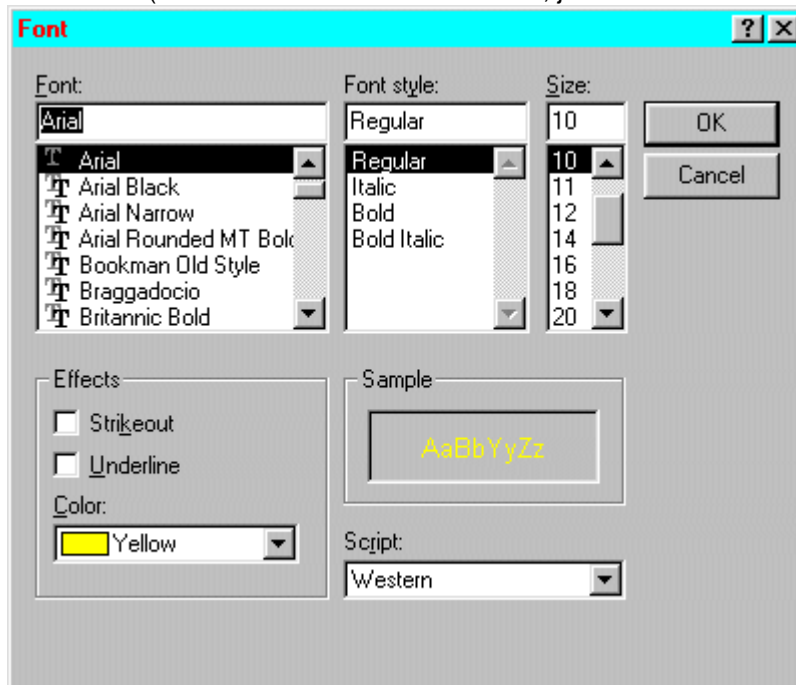 Font
? ×
Font:
Font style:
Size:
Arial
Regular
10
OK
Cancel
Arial
Arial Black
Arial Narrow
Arial Rounded MT Bold
Bookman Old Style
Braggadocio
Britannic Bold
Regular
Italic
Bold
Bold Italic
10
11
12
14
16
18
20
Effects
Strikeout
Underline
Color:
Yellow
Sample
AaBbYyZz
Script:
Western